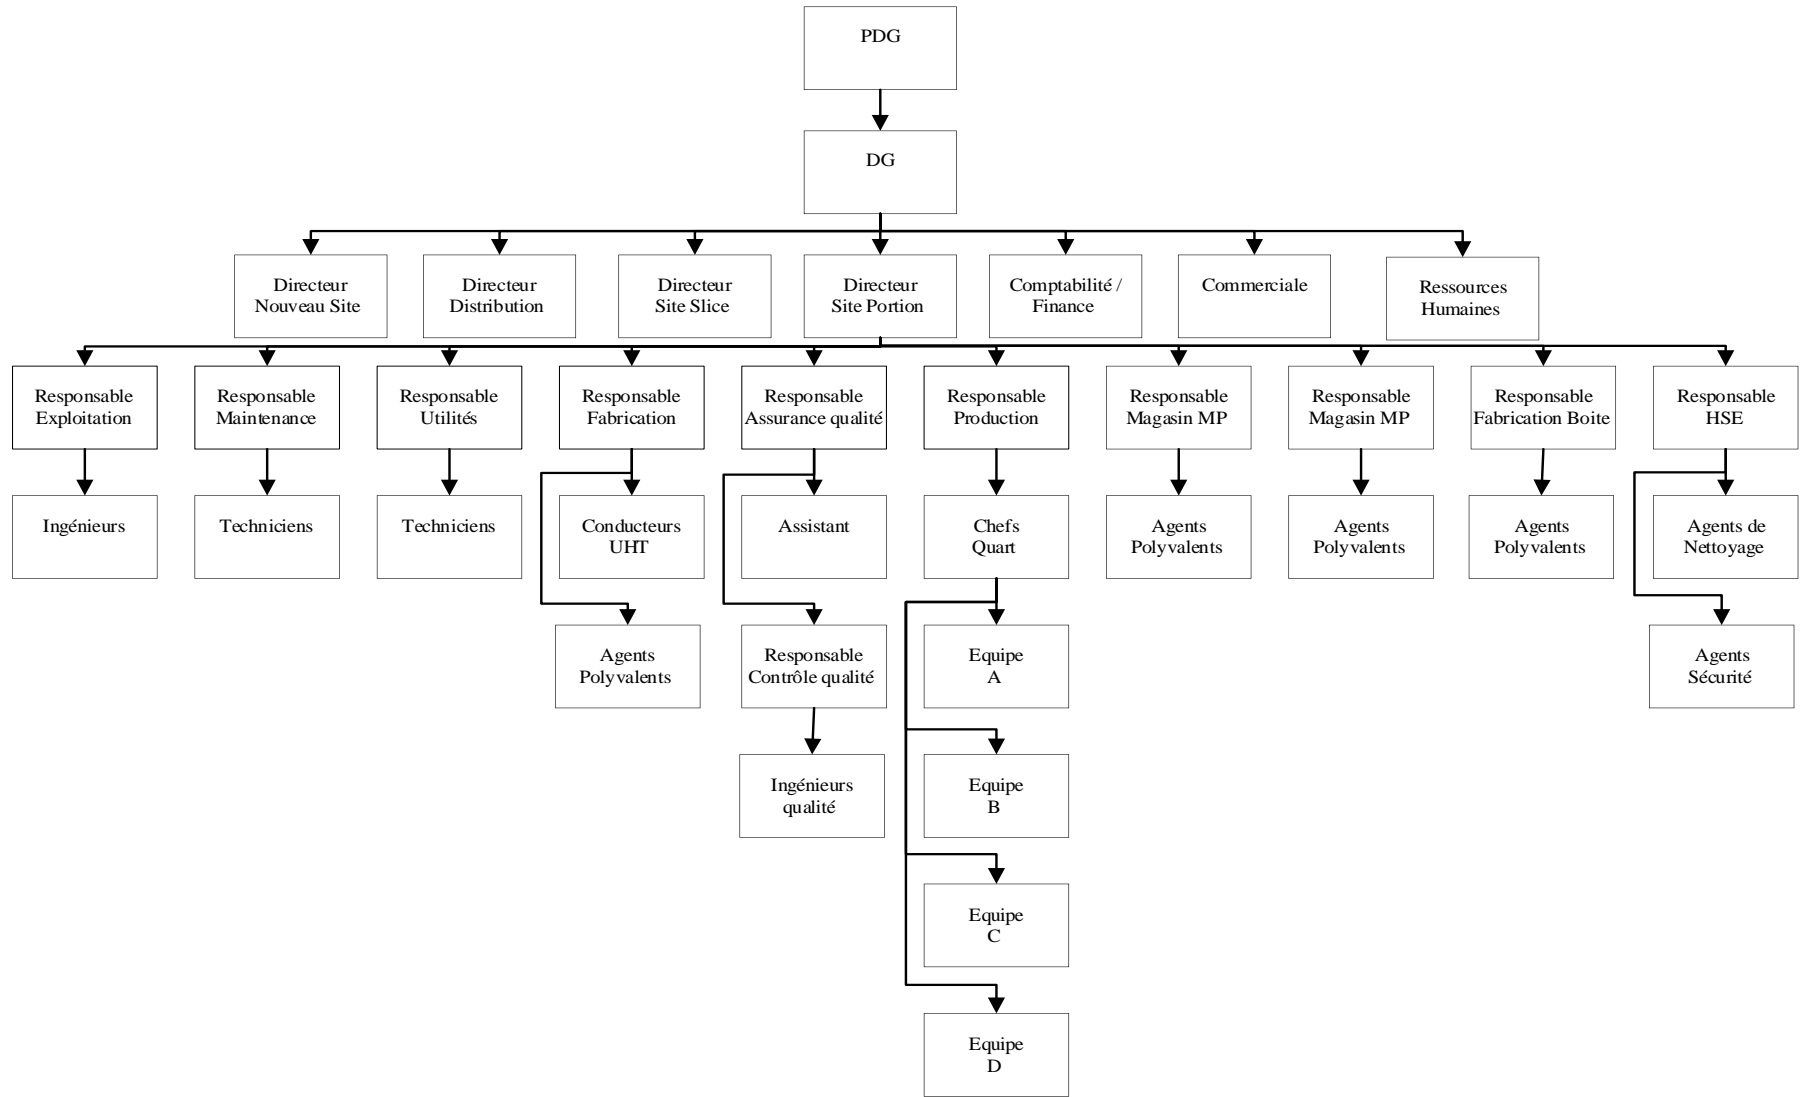 PDG
DG
Directeur
Nouveau Site
Directeur
Distribution
Directeur
Site Slice
Directeur
Site Portion
Comptabilité /
Finance
Commerciale
Ressources
Humaines
Responsable
Exploitation
Responsable
Maintenance
Responsable
Utilités
Responsable
Fabrication
Responsable
Assurance qualité
Responsable
Production
Responsable
Magasin MP
Responsable
Magasin MP
Responsable
Fabrication Boite
Responsable
HSE
Ingénieurs
Techniciens
Techniciens
Conducteurs
UHT
Assistant
Chefs
Quart
Agents
Polyvalents
Agents
Polyvalents
Agents
Polyvalents
Agents de
Nettoyage
Agents
Polyvalents
Responsable
Contrôle qualité
Equipe
A
Agents
Sécurité
Ingénieurs
qualité
Equipe
B
Equipe
C
Equipe
D